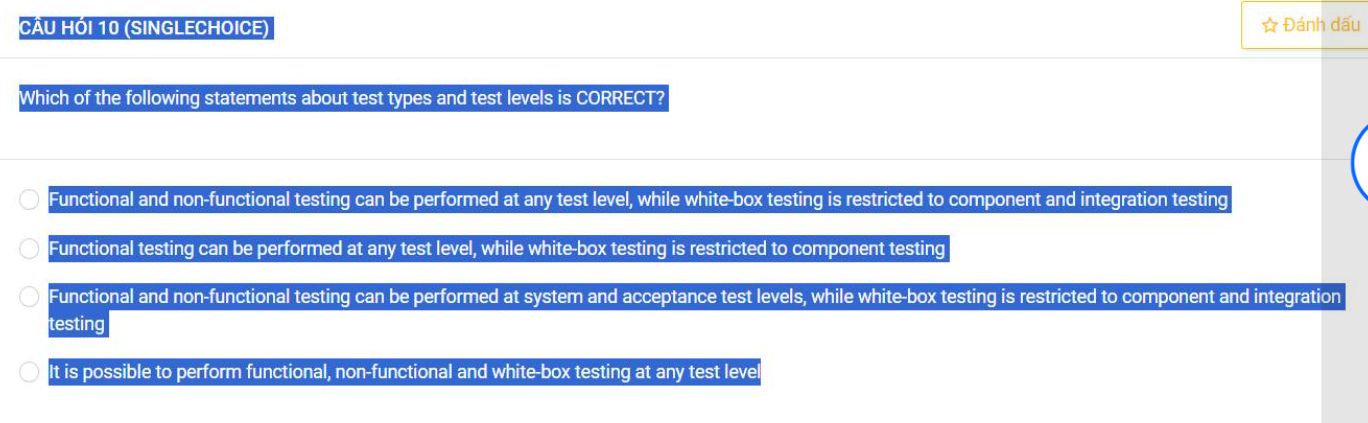 CÂU HỎI 10 (SINGLECHOICE)
Đánh dấu
Which of the following statements about test types and test levels is CORRECT?
Functional and non-functional testing can be performed at any test level, while white-box testing is restricted to component and integration testing
Functional testing can be performed at any test level, while white-box testing is restricted to component testing
Functional and non-functional testing can be performed at system and acceptance test levels, while white-box testing is restricted to component and integration
testing
It is possible to perform functional, non-functional and white-box testing at any test level